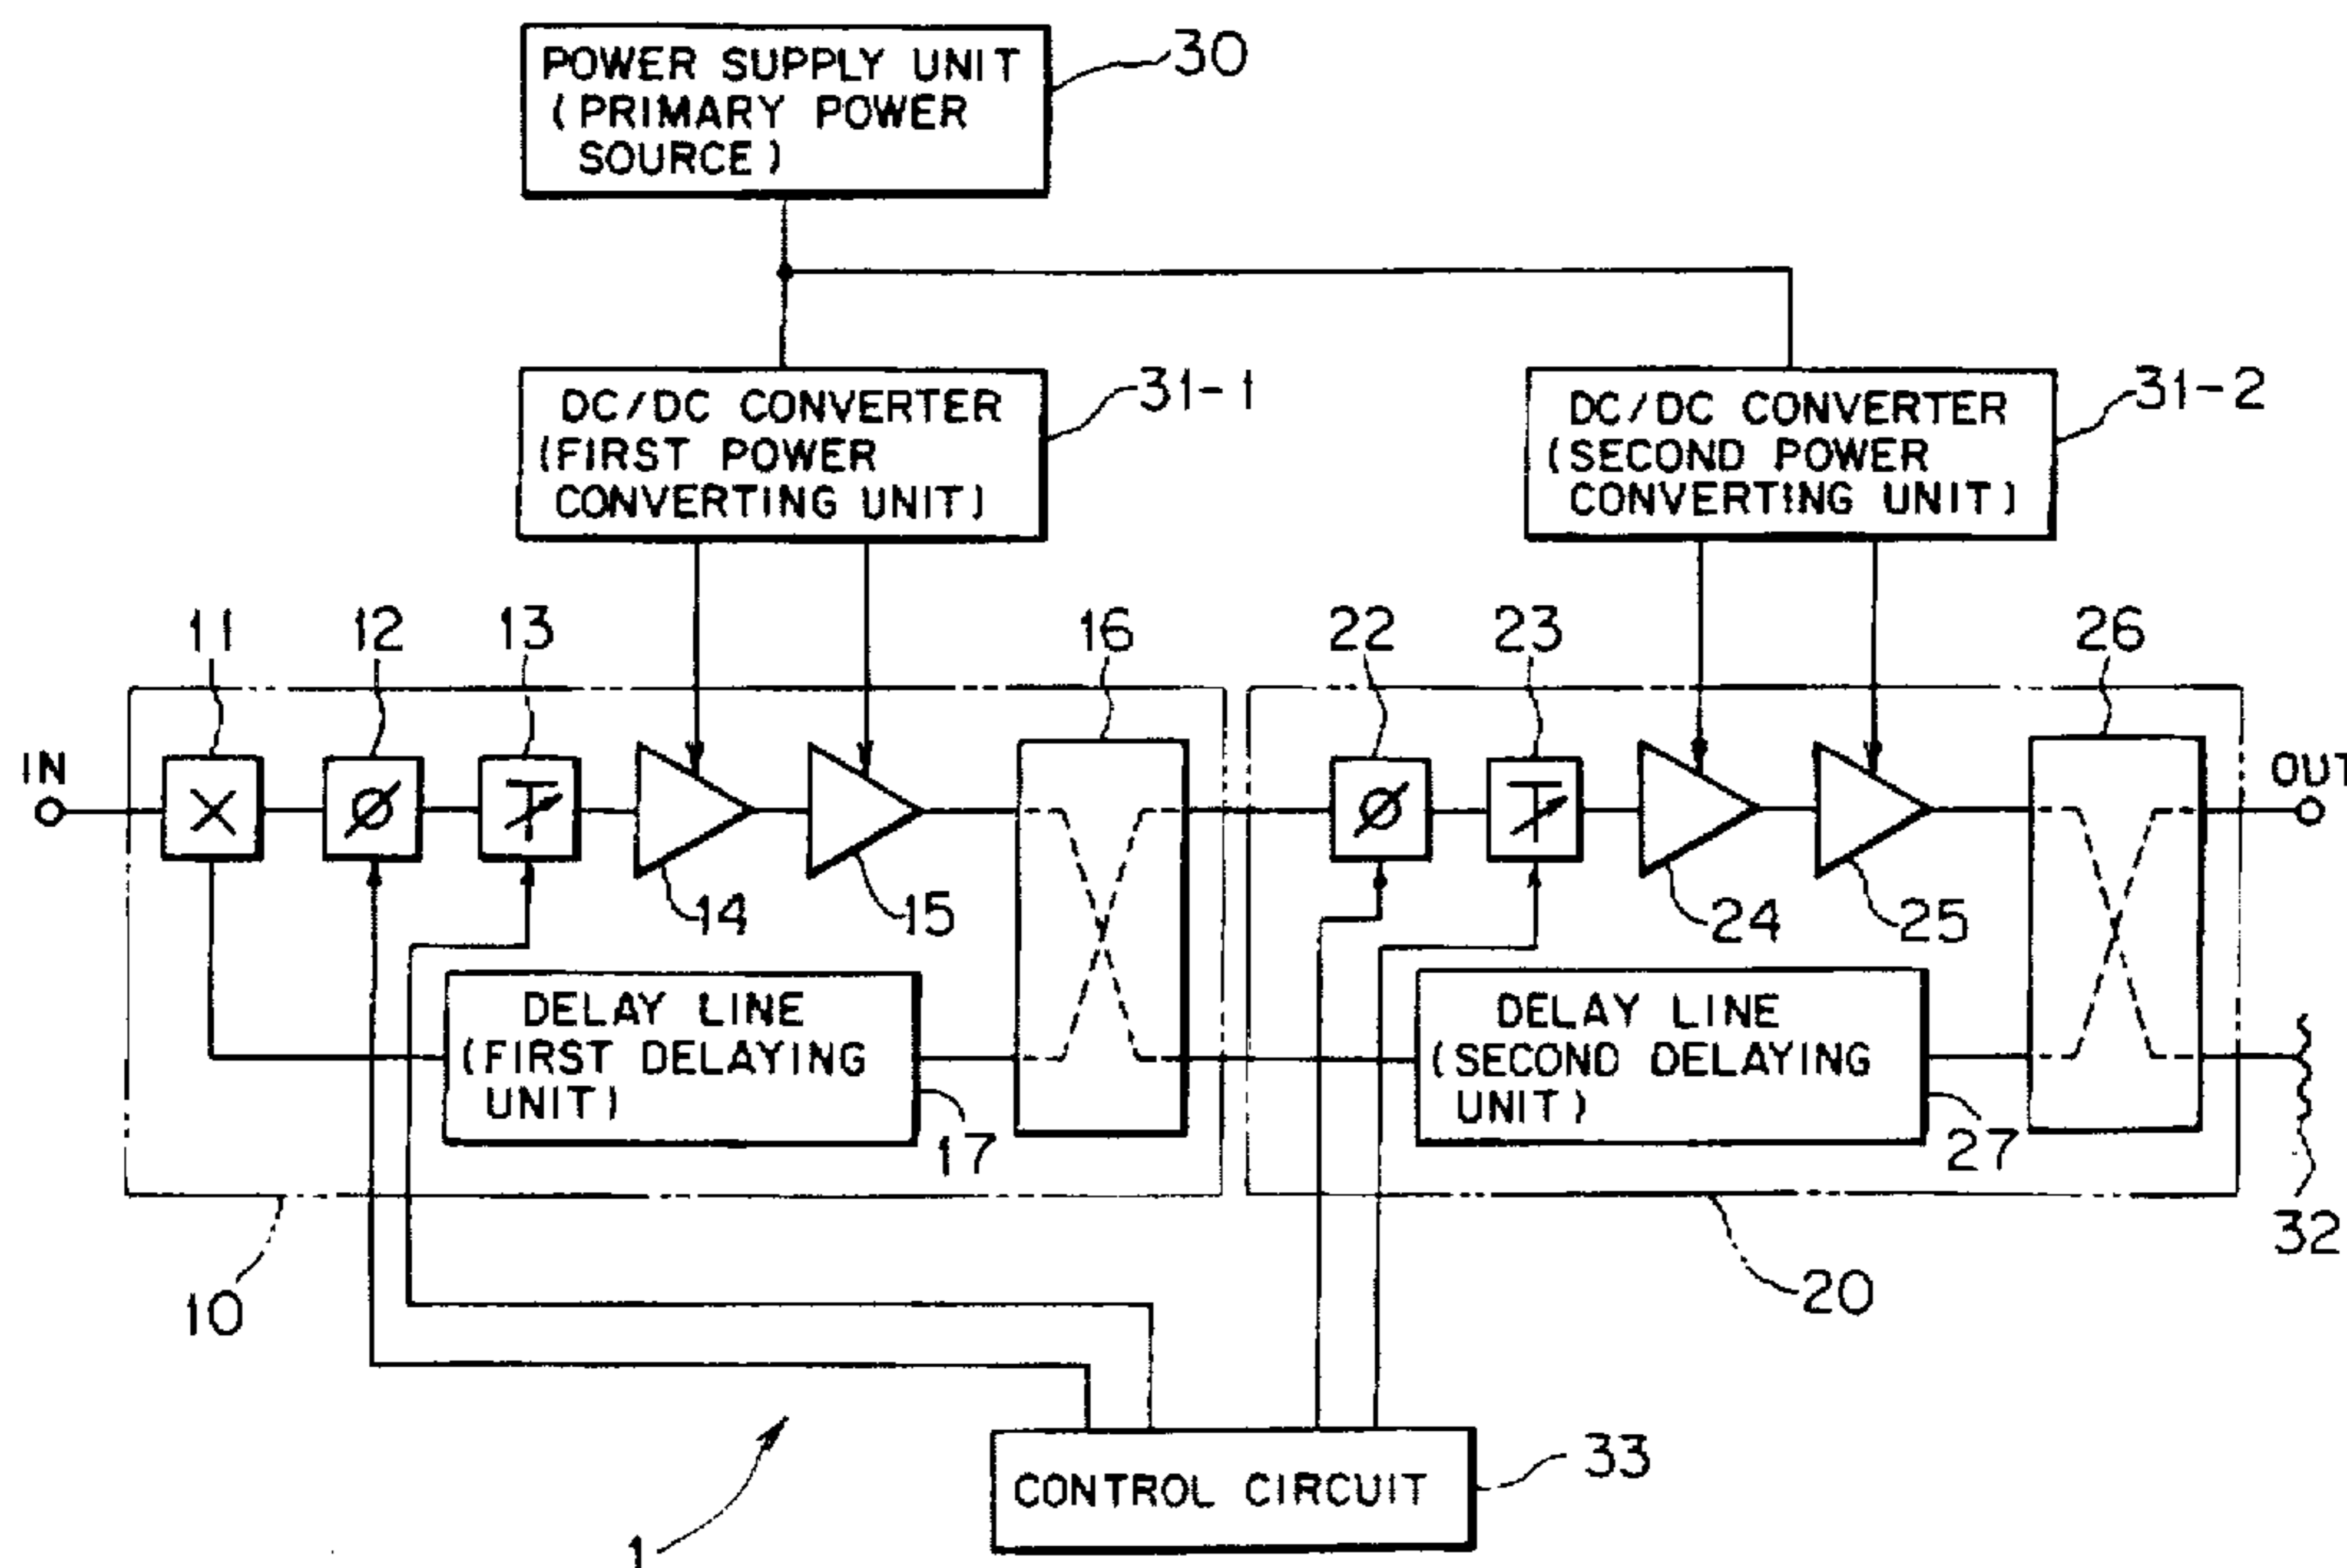 POWER SUPPLY UNIT
(PRIMARY POWER
SOURCE)
30
DC/DC CONVERTER
(FIRST POWER
CONVERTING UNIT)
31-1
DC/DC CONVERTER
(SECOND POWER
CONVERTING UNIT)
31-2
11
12
13
16
22
23
26
IN
X
Ø
T
Ø
T
OUT
14
15
24
25
DELAY LINE
(FIRST DELAYING
UNIT)
17
DELAY LINE
(SECOND DELAYING
UNIT)
27
32
10
20
CONTROL CIRCUIT
33
1